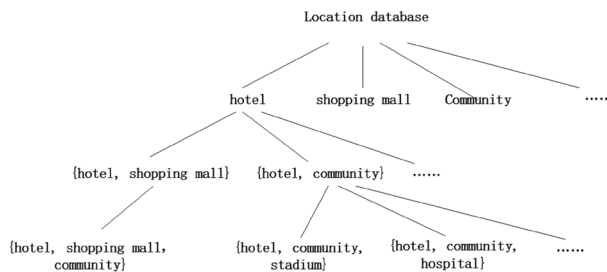 Location database
hotel shopping mall Community .....
{hotel, shopping mall} {hotel, community} ......
{hotel, shopping mall, {hotel, community, {hotel, community, ......
community} stadium} hospital}